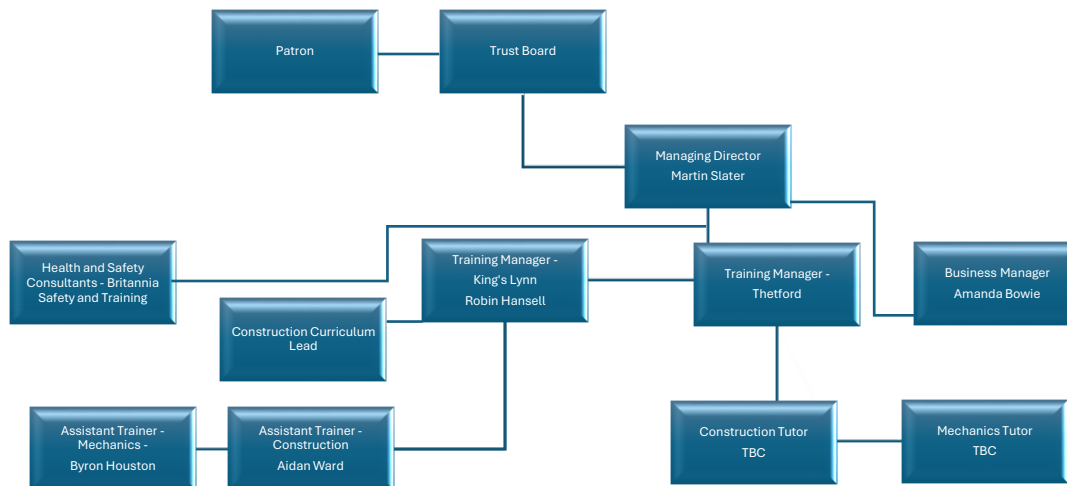 Patron
Trust Board
Managing Director
Martin Slater
Health and Safety
Consultants - Britannia
Safety and Training
Training Manager -
King's Lynn
Robin Hansell
Training Manager -
Thetford
Business Manager
Amanda Bowie
Construction Curriculum
Lead
Assistant Trainer -
Mechanics -
Byron Houston
Assistant Trainer -
Construction
Aidan Ward
Construction Tutor
TBC
Mechanics Tutor
TBC